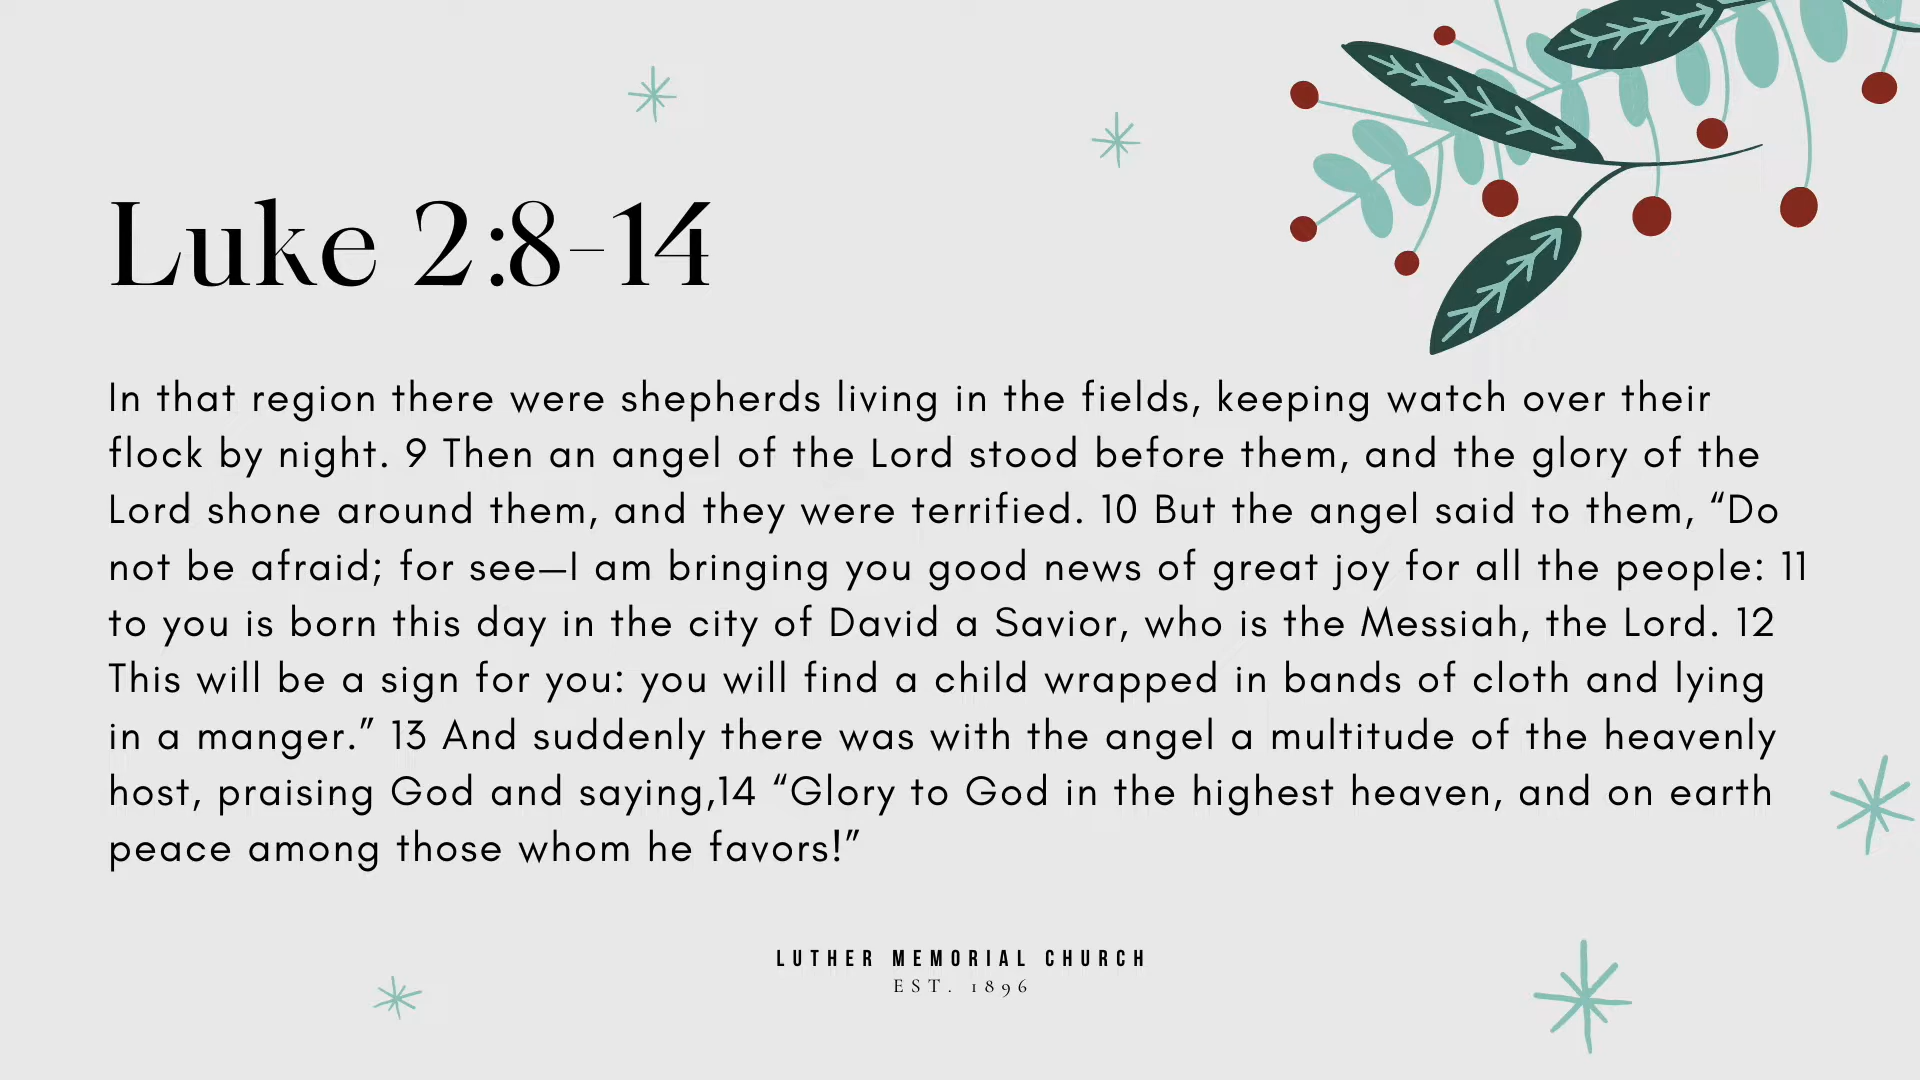 Luke 2:8-14
In that region there were shepherds living in the fields, keeping watch over their
flock by night. 9 Then an angel of the Lord stood before them, and the glory of the
Lord shone around them, and they were terrified. 10 But the angel said to them, “Do
not be afraid; for see—I am bringing you good news of great joy for all the people: 11
to you is born this day in the city of David a Savior, who is the Messiah, the Lord. 12
This will be a sign for you: you will find a child wrapped in bands of cloth and lying
in a manger.” 13 And suddenly there was with the angel a multitude of the heavenly
host, praising God and saying,14 “Glory to God in the highest heaven, and on earth
peace among those whom he favors!”
LUTHER MEMORIAL CHURCH
EST. 1896